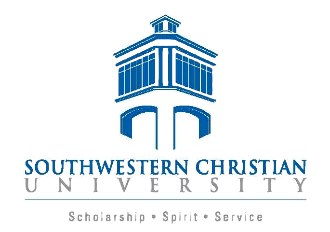 SOUTHWESTERN CHRISTIAN
UNIVERSITY
Scholarship • Spirit • Service